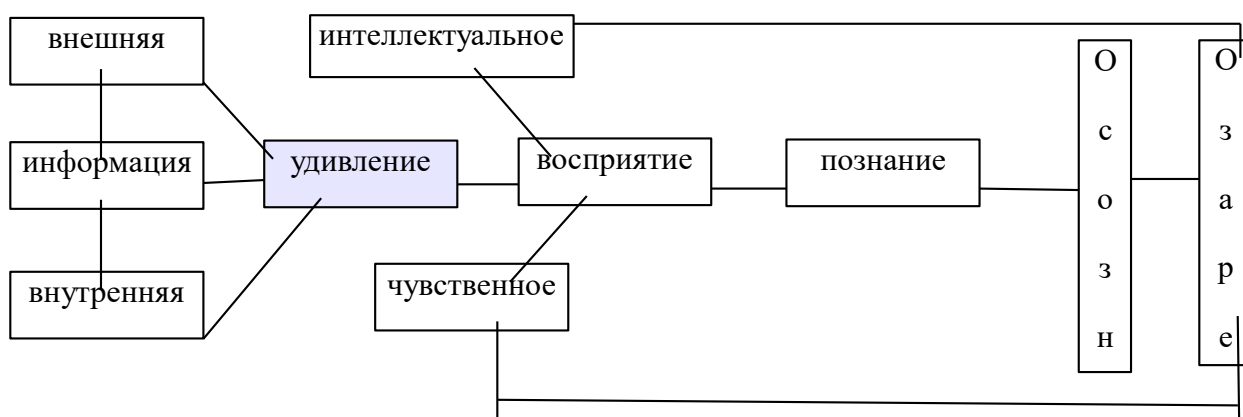 внешняя
информация
внутренняя
удивление
интеллектуальное
восприятие
чувственное
познание
О
с
о
з
н
О
з
а
р
е